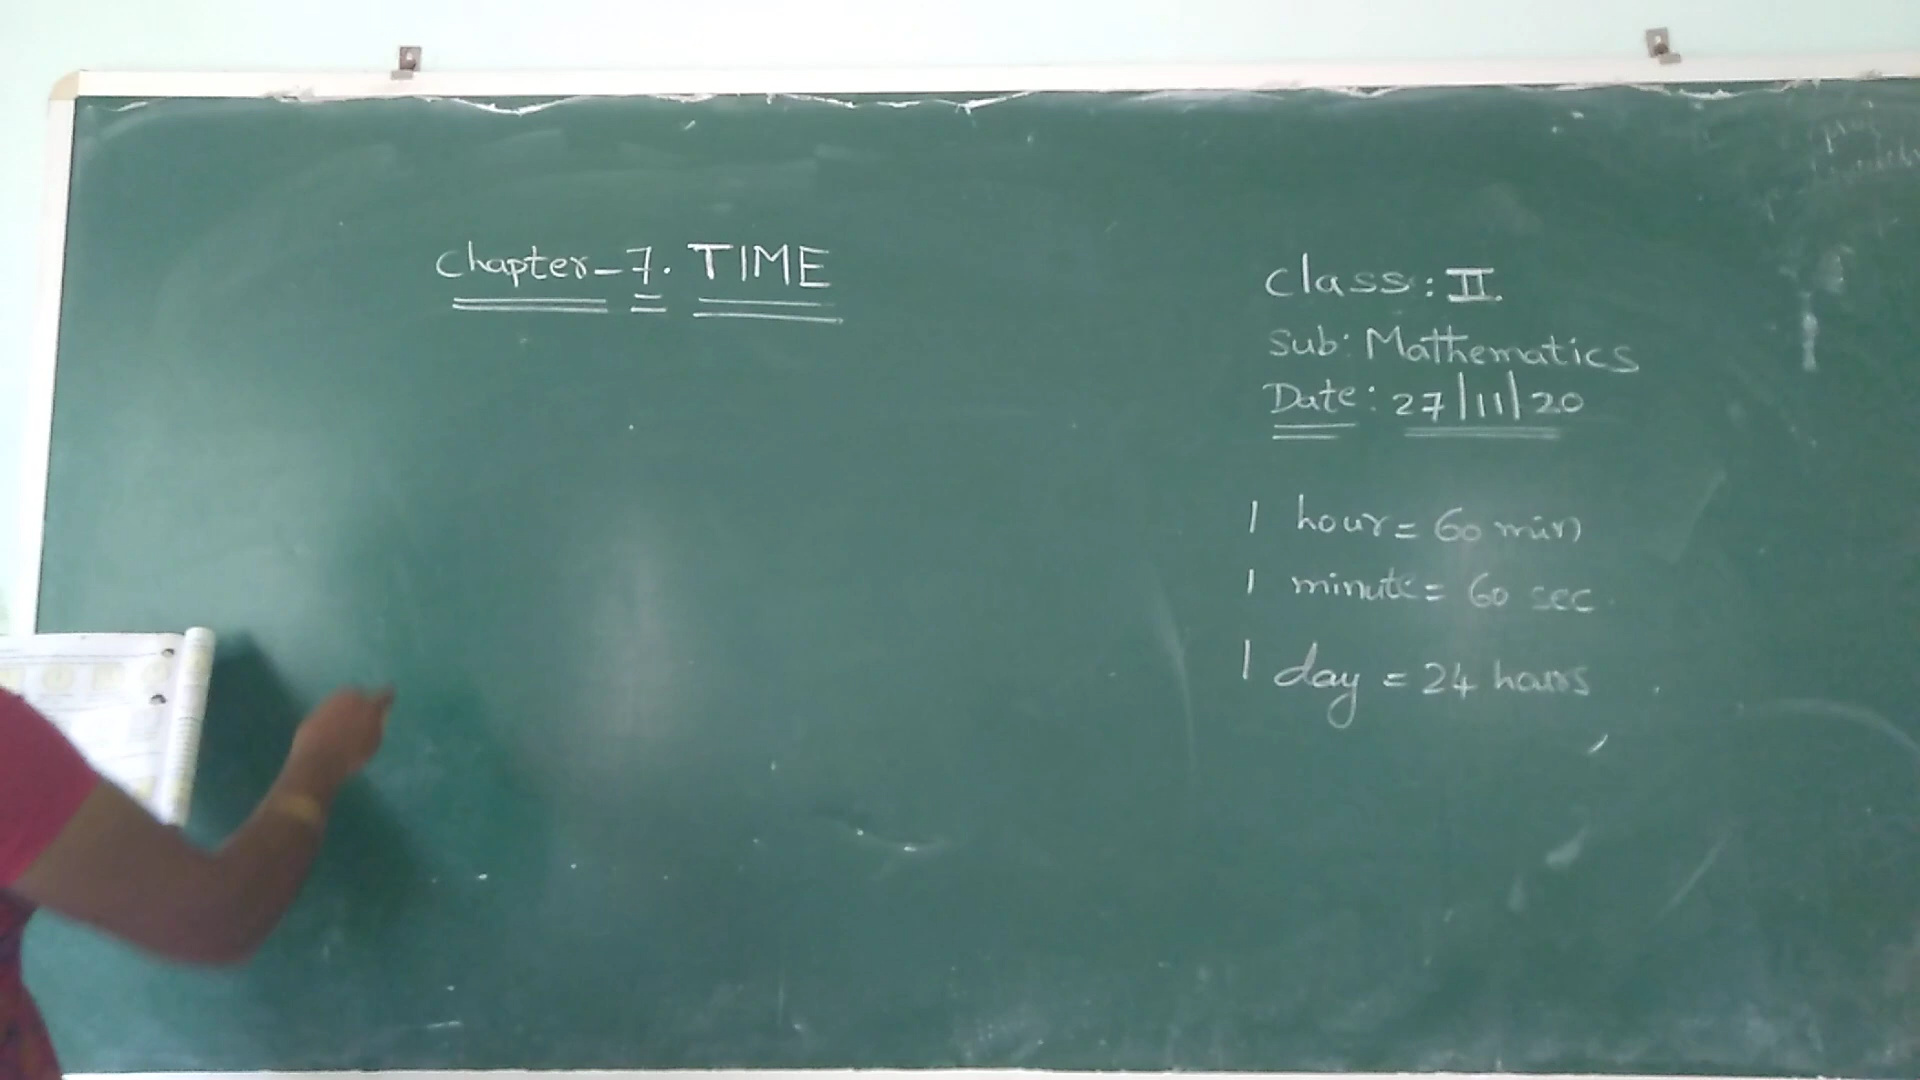 Chapter-7. TIME
Class: II.
Sub: Mathematics
Date: 27/11/20
1 hour = 60 min
1 minute = 60 sec
1 day = 24 hours